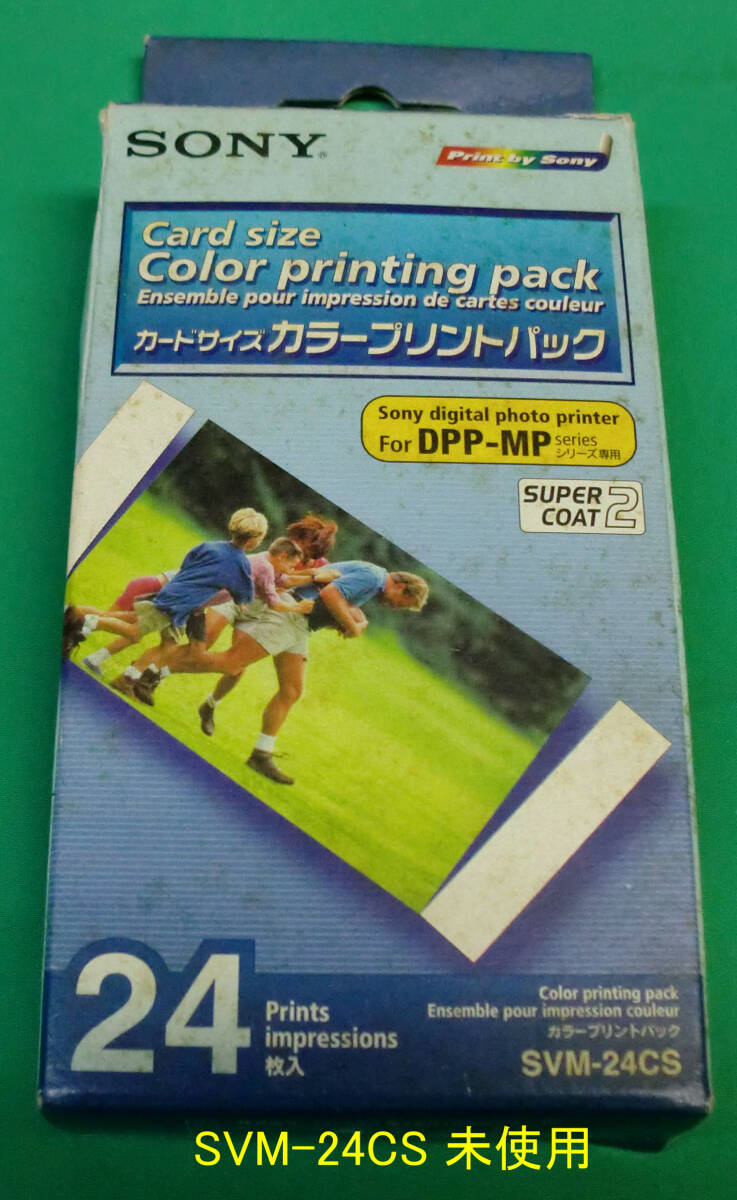 SONY®
Print by Sony
Card size
Color printing pack
Ensemble pour impression de cartes couleur
カードサイズ カラープリントパック
Sony digital photo printer
For DPP-MP series シリーズ専用
SUPER COAT 2
24 Prints
impressions
枚入
Color printing pack
Ensemble pour impression couleur
カラープリントパック
SVM-24CS
SVM-24CS 未使用